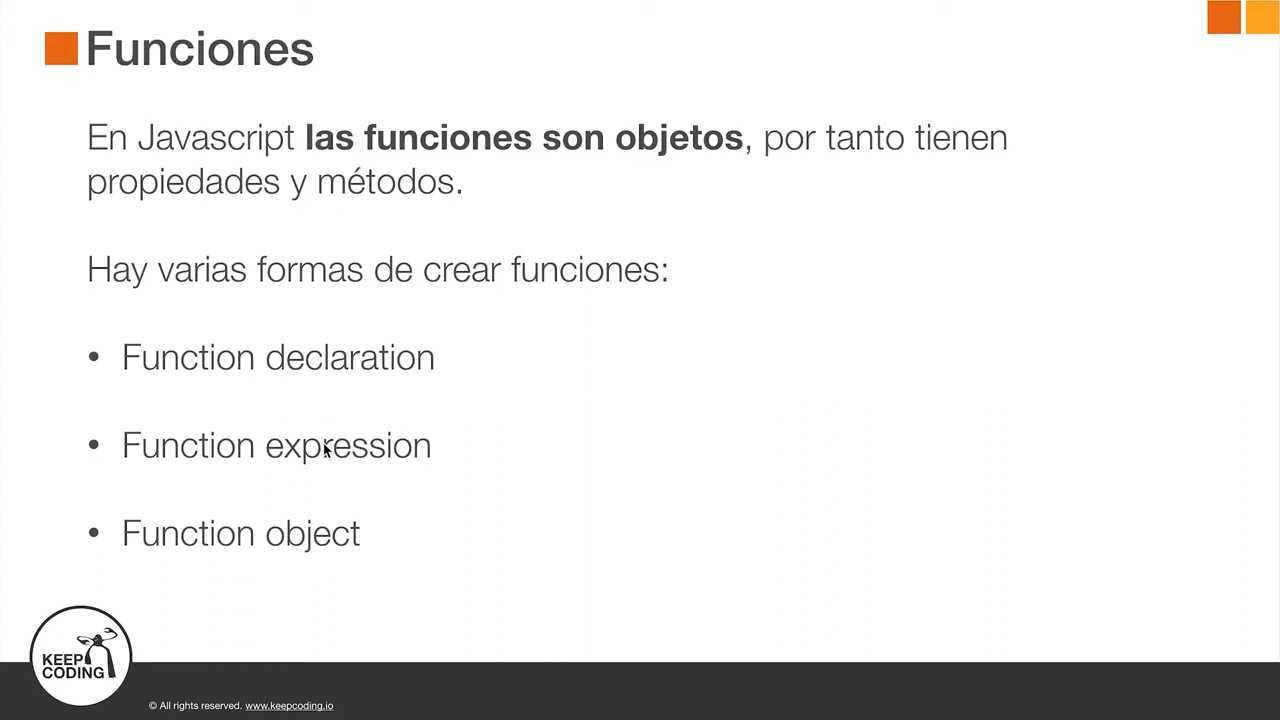 Funciones
En Javascript las funciones son objetos, por tanto tienen
propiedades y métodos.
Hay varias formas de crear funciones:
• Function declaration
• Function expression
• Function object
KEEP
CODING
© All rights reserved. www.keepcoding.io